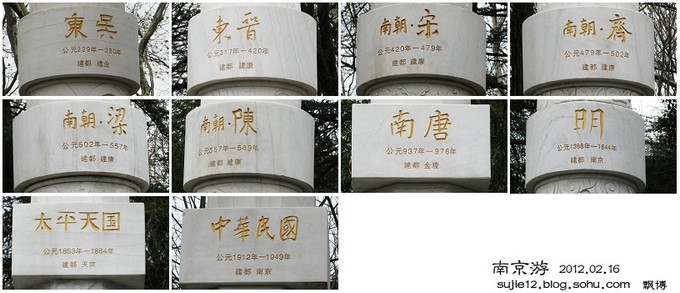 東吳
公元229年—280年
建都 建业
東晉
公元317年—420年
建都 建康
南朝·宋
公元420年—479年
建都 建康
南朝·齊
公元479年—502年
建都 建康
南朝·梁
公元502年—557年
建都 建康
南朝·陳
公元557年—589年
建都 建康
南唐
公元937年—976年
建都 金陵
明
公元1368年—1644年
建都 南京
太平天囯
公元1853年—1864年
建都 天京
中華民國
公元1912年—1949年
建都 南京
南京游 2012.02.16
sujie12.blog.sohu.com 飘博